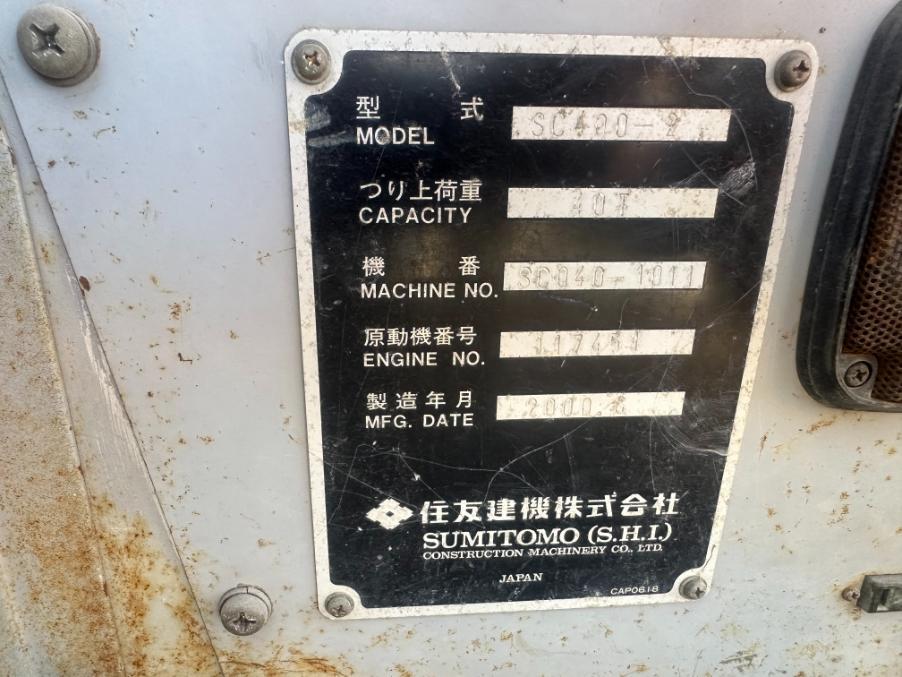 型 式
MODEL SC400-2
つり上荷重
CAPACITY 40T
機 番
MACHINE NO. SC040-1011
原動機番号
ENGINE NO.
製造年月
MFG. DATE
住友建機株式会社
SUMITOMO (S.H.I.)
CONSTRUCTION MACHINERY CO., LTD.
JAPAN
CAP0618